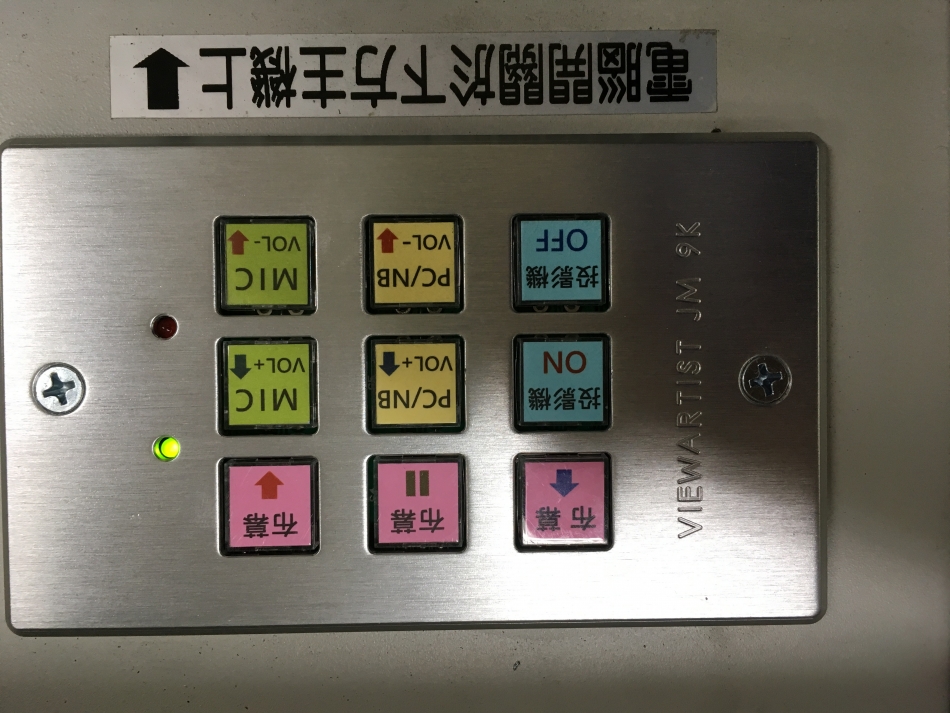 VIEWARTIST JM 9K
布幕
⬆
布幕
布幕
⬇
投影機
ON
PC/NB
VOL+⬆
MIC
VOL+⬆
投影機
OFF
PC/NB
VOL-⬇
MIC
VOL-⬇
電腦開關於下方主機上⬇